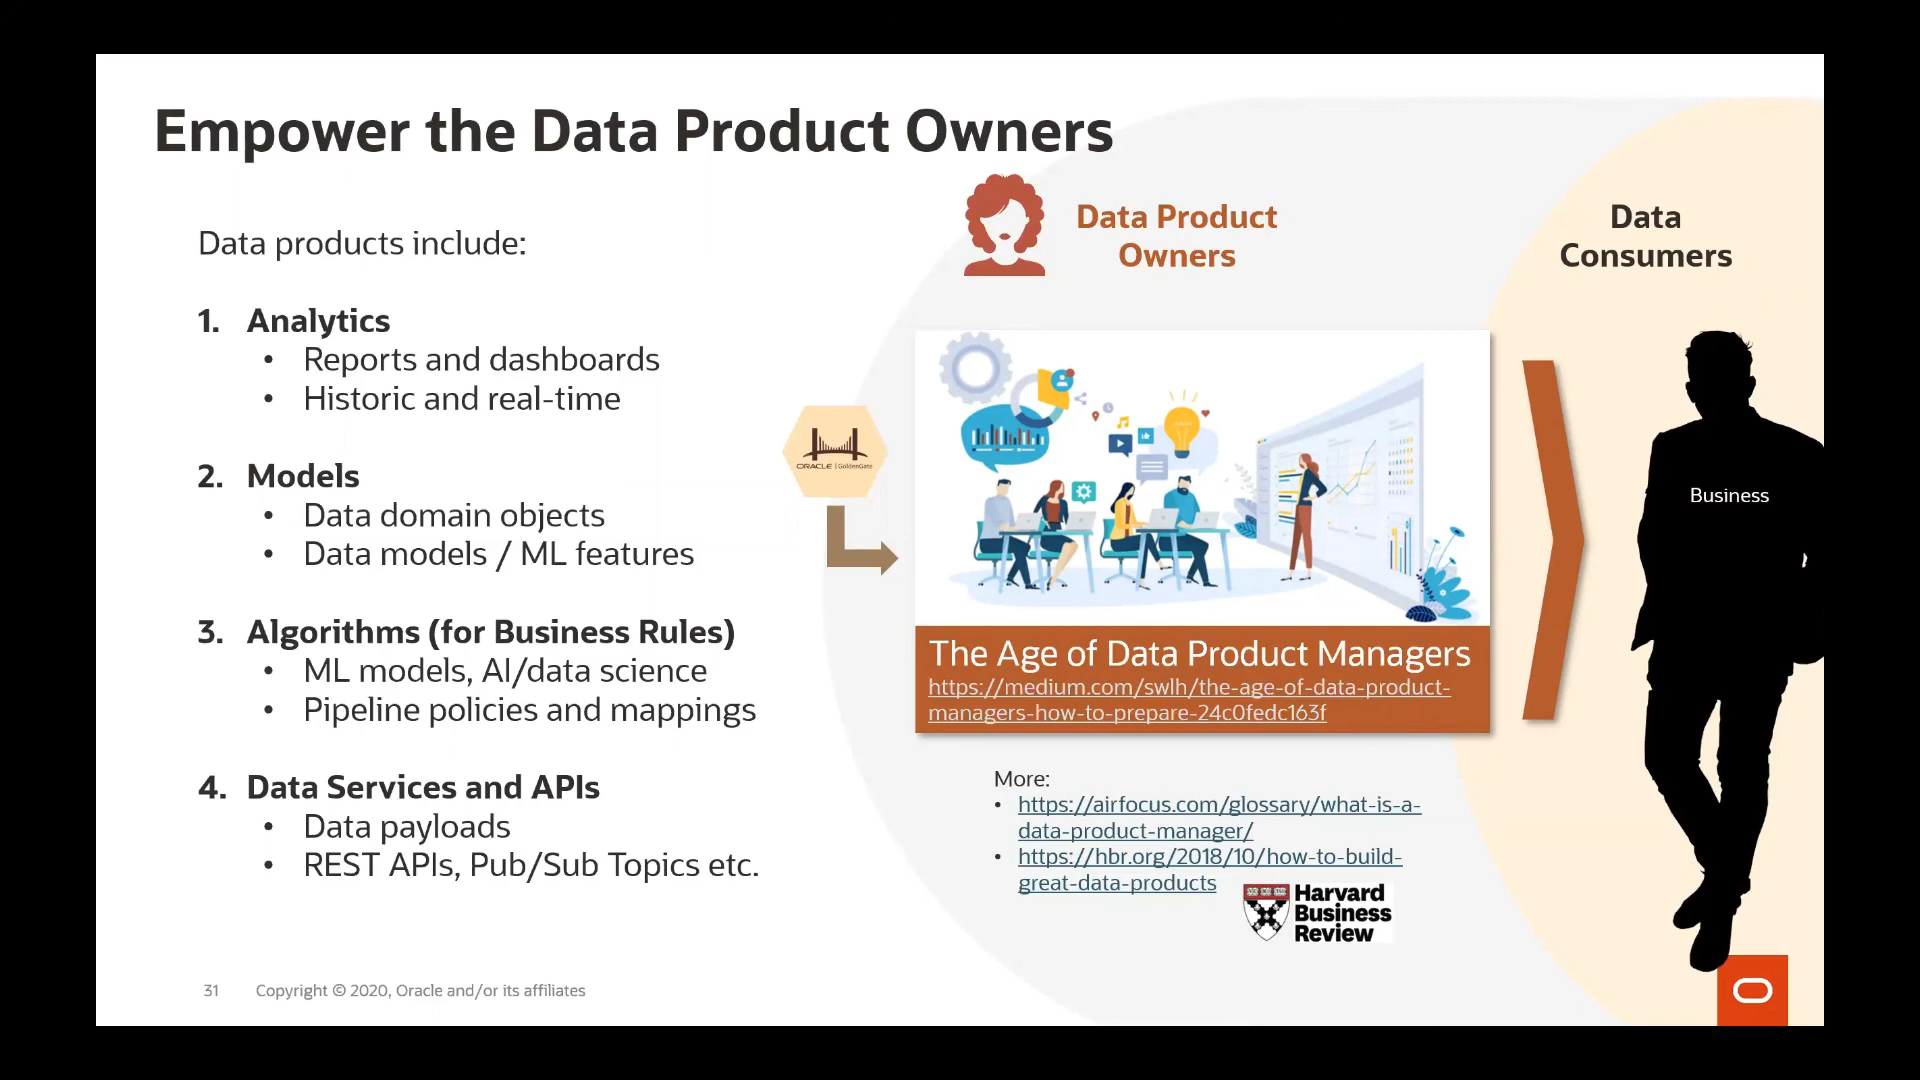 Empower the Data Product Owners
Data products include:
1. Analytics
• Reports and dashboards
• Historic and real-time
2. Models
• Data domain objects
• Data models / ML features
3. Algorithms (for Business Rules)
• ML models, AI/data science
• Pipeline policies and mappings
4. Data Services and APIs
• Data payloads
• REST APIs, Pub/Sub Topics etc.
ORACLE | GoldenGate
Data Product
Owners
The Age of Data Product Managers
https://medium.com/swlh/the-age-of-data-product-
managers-how-to-prepare-24c0fedc163f
More:
• https://airfocus.com/glossary/what-is-a-
data-product-manager/
• https://hbr.org/2018/10/how-to-build-
great-data-products
Harvard
Business
Review
Data
Consumers
Business
31 Copyright © 2020, Oracle and/or its affiliates